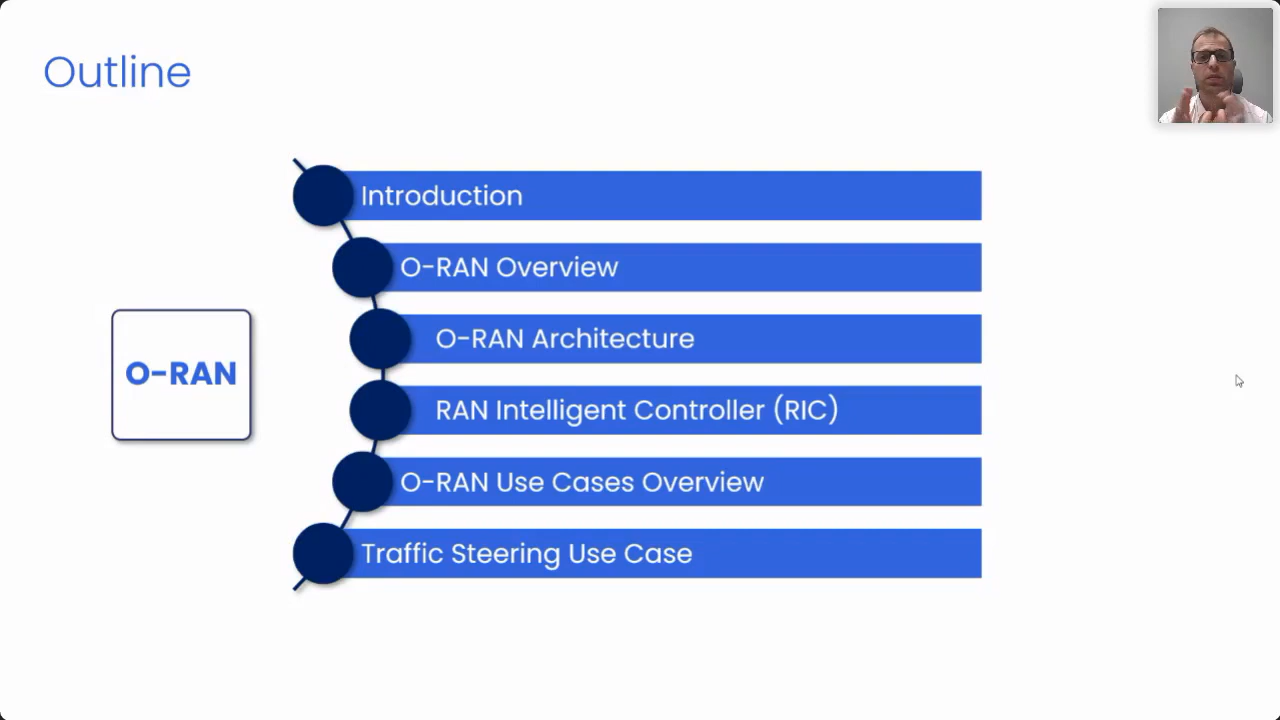 Outline
Introduction
O-RAN Overview
O-RAN Architecture
O-RAN
RAN Intelligent Controller (RIC)
O-RAN Use Cases Overview
Traffic Steering Use Case